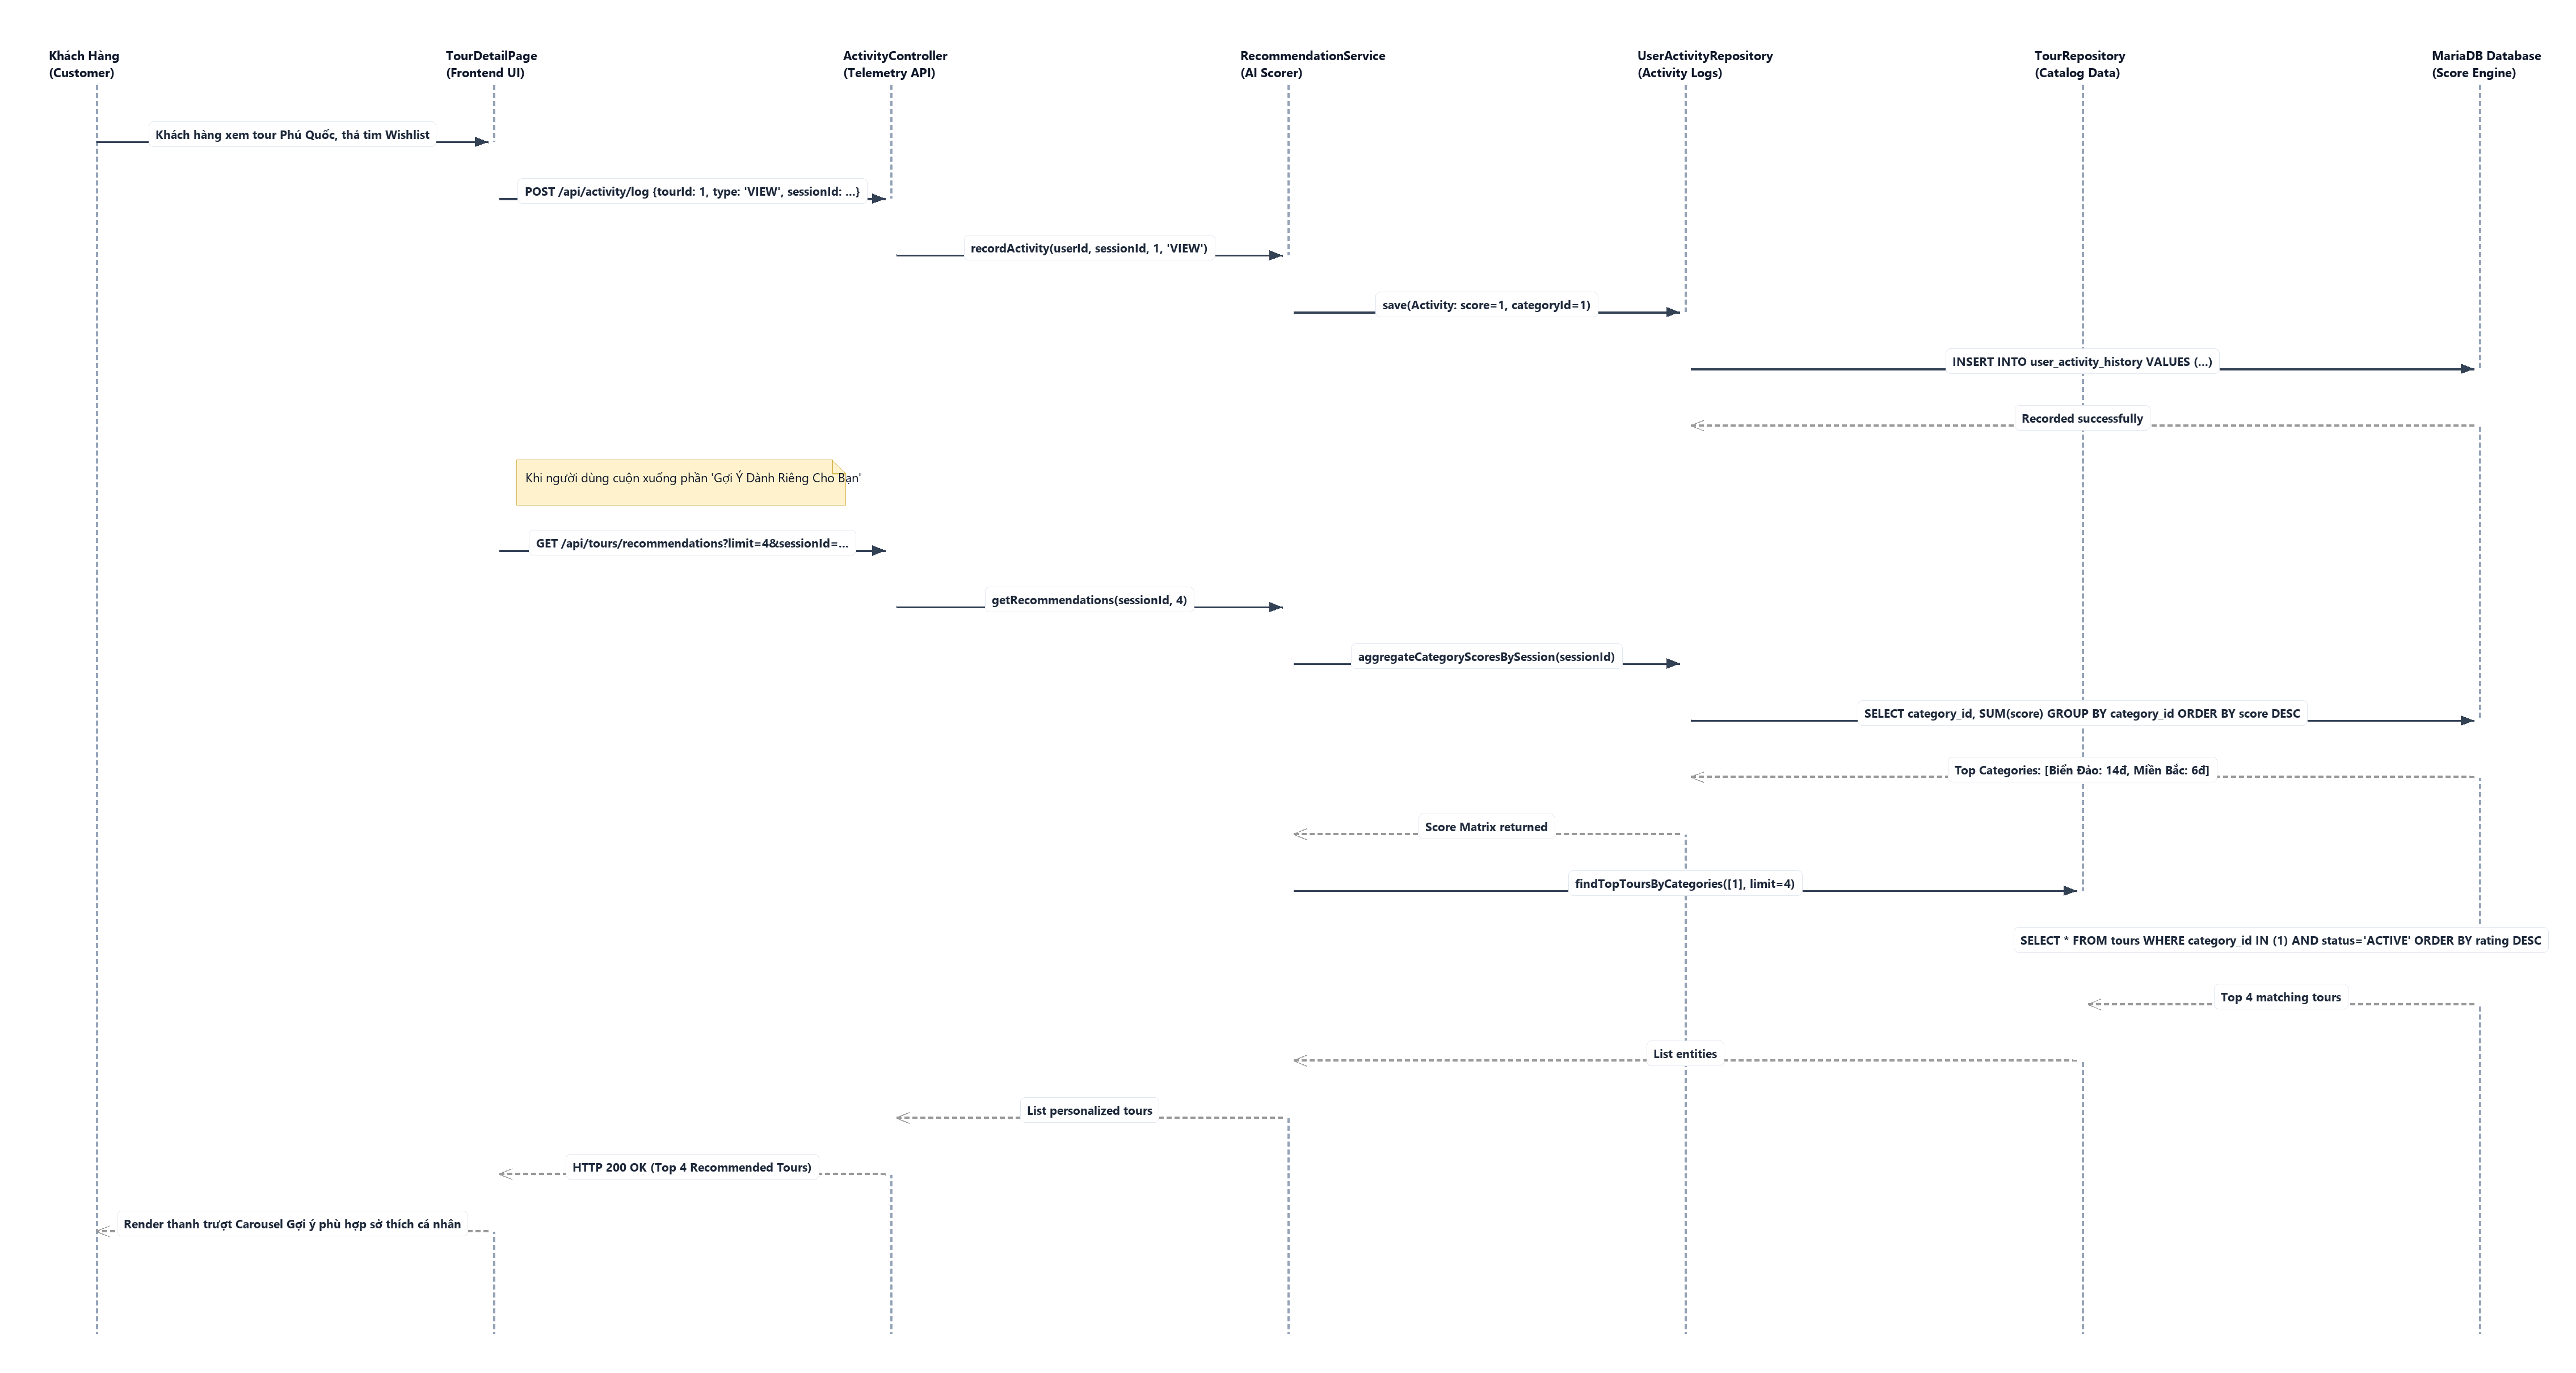 Khách Hàng
(Customer)
TourDetailPage
(Frontend UI)
ActivityController
(Telemetry API)
RecommendationService
(AI Scorer)
UserActivityRepository
(Activity Logs)
TourRepository
(Catalog Data)
MariaDB Database
(Score Engine)
Khách hàng xem tour Phú Quốc, thả tim Wishlist
POST /api/activity/log {tourId: 1, type: 'VIEW', sessionId: ...}
recordActivity(userId, sessionId, 1, 'VIEW')
save(Activity: score=1, categoryId=1)
INSERT INTO user_activity_history VALUES (...)
Recorded successfully
Khi người dùng cuộn xuống phần 'Gợi Ý Dành Riêng Cho Bạn'
GET /api/tours/recommendations?limit=4&sessionId=...
getRecommendations(sessionId, 4)
aggregateCategoryScoresBySession(sessionId)
SELECT category_id, SUM(score) GROUP BY category_id ORDER BY score DESC
Top Categories: [Biển Đảo: 14đ, Miền Bắc: 6đ]
Score Matrix returned
findTopToursByCategories([1], limit=4)
SELECT * FROM tours WHERE category_id IN (1) AND status='ACTIVE' ORDER BY rating DESC
Top 4 matching tours
List entities
List personalized tours
HTTP 200 OK (Top 4 Recommended Tours)
Render thanh trượt Carousel Gợi ý phù hợp sở thích cá nhân